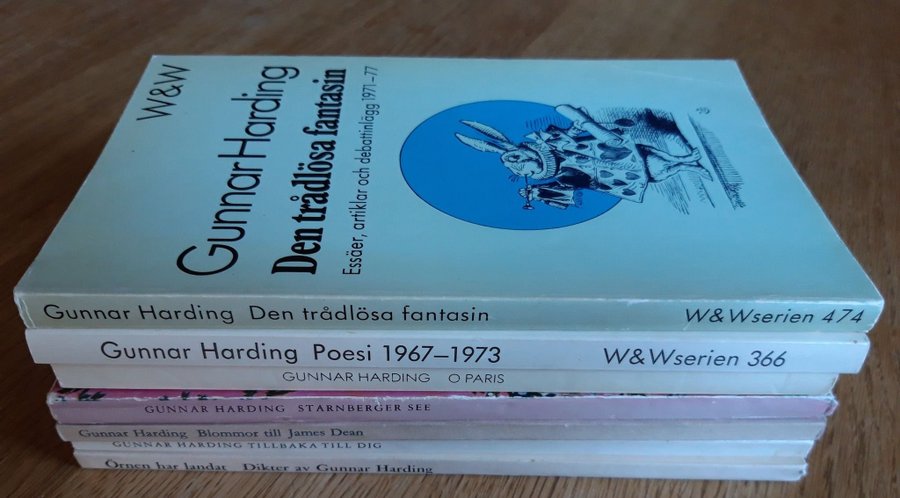 W&W
Gunnar Harding
Den trådlösa fantasin
Essäer, artiklar och debattinlägg 1971–77
Gunnar Harding Den trådlösa fantasin W&Wserien 474
Gunnar Harding Poesi 1967–1973 W&Wserien 366
GUNNAR HARDING O PARIS
GUNNAR HARDING STARNBERGER SEE
Gunnar Harding Blommor till James Dean
GUNNAR HARDING TILLBAKA TILL DIG
Örnen har landat Dikter av Gunnar Harding